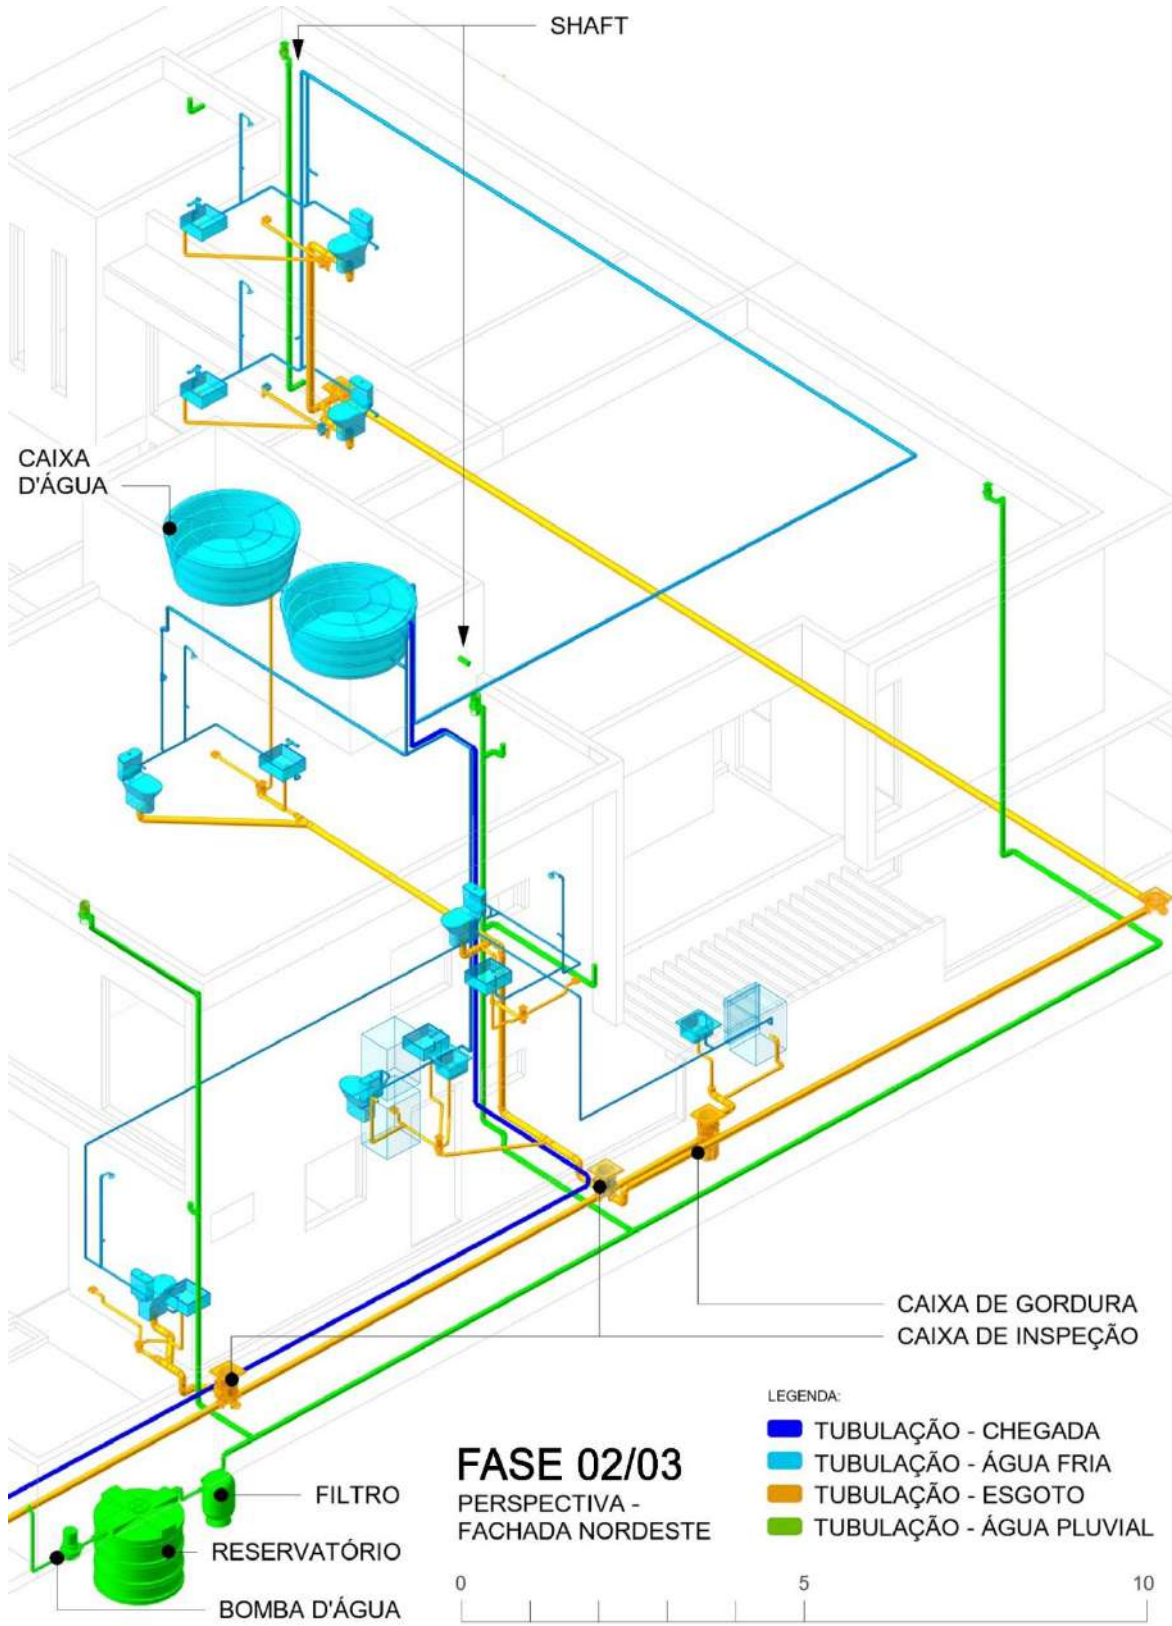 SHAFT
CAIXA
D'ÁGUA
CAIXA DE GORDURA
CAIXA DE INSPEÇÃO
LEGENDA:
TUBULAÇÃO - CHEGADA
TUBULAÇÃO - ÁGUA FRIA
TUBULAÇÃO - ESGOTO
TUBULAÇÃO - ÁGUA PLUVIAL
FASE 02/03
PERSPECTIVA -
FACHADA NORDESTE
FILTRO
RESERVATÓRIO
BOMBA D'ÁGUA
0 5 10